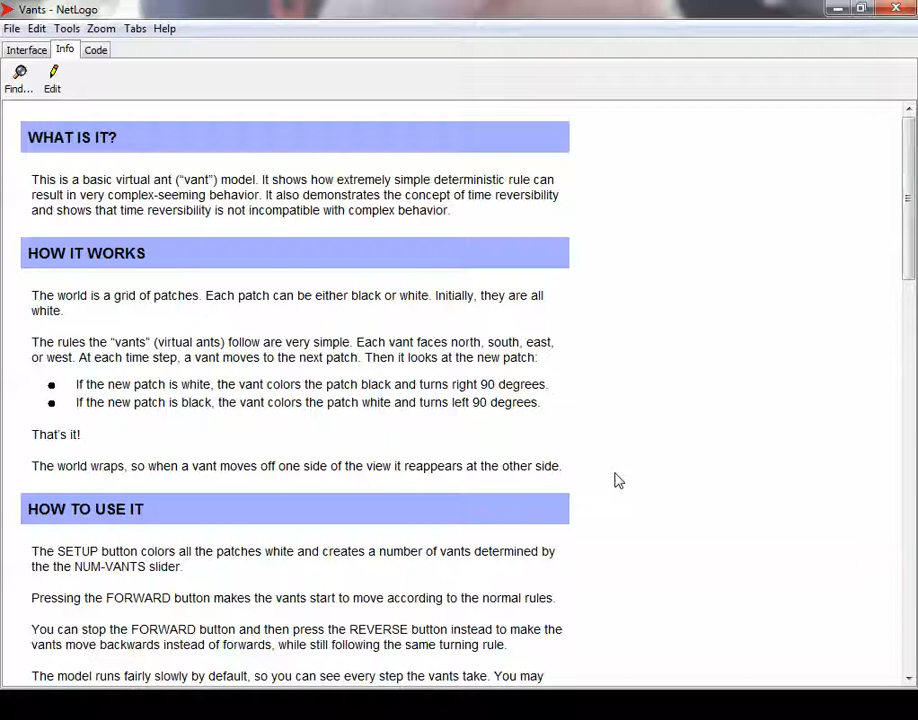 Vants - NetLogo
File Edit Tools Zoom Tabs Help
Interface Info Code
Find... Edit
WHAT IS IT?
This is a basic virtual ant (“vant”) model. It shows how extremely simple deterministic rule can
result in very complex-seeming behavior. It also demonstrates the concept of time reversibility
and shows that time reversibility is not incompatible with complex behavior.
HOW IT WORKS
The world is a grid of patches. Each patch can be either black or white. Initially, they are all
white.
The rules the “vants” (virtual ants) follow are very simple. Each vant faces north, south, east,
or west. At each time step, a vant moves to the next patch. Then it looks at the new patch:
● If the new patch is white, the vant colors the patch black and turns right 90 degrees.
● If the new patch is black, the vant colors the patch white and turns left 90 degrees.
That’s it!
The world wraps, so when a vant moves off one side of the view it reappears at the other side.
HOW TO USE IT
The SETUP button colors all the patches white and creates a number of vants determined by
the the NUM-VANTS slider.
Pressing the FORWARD button makes the vants start to move according to the normal rules.
You can stop the FORWARD button and then press the REVERSE button instead to make the
vants move backwards instead of forwards, while still following the same turning rule.
The model runs fairly slowly by default, so you can see every step the vants take. You may